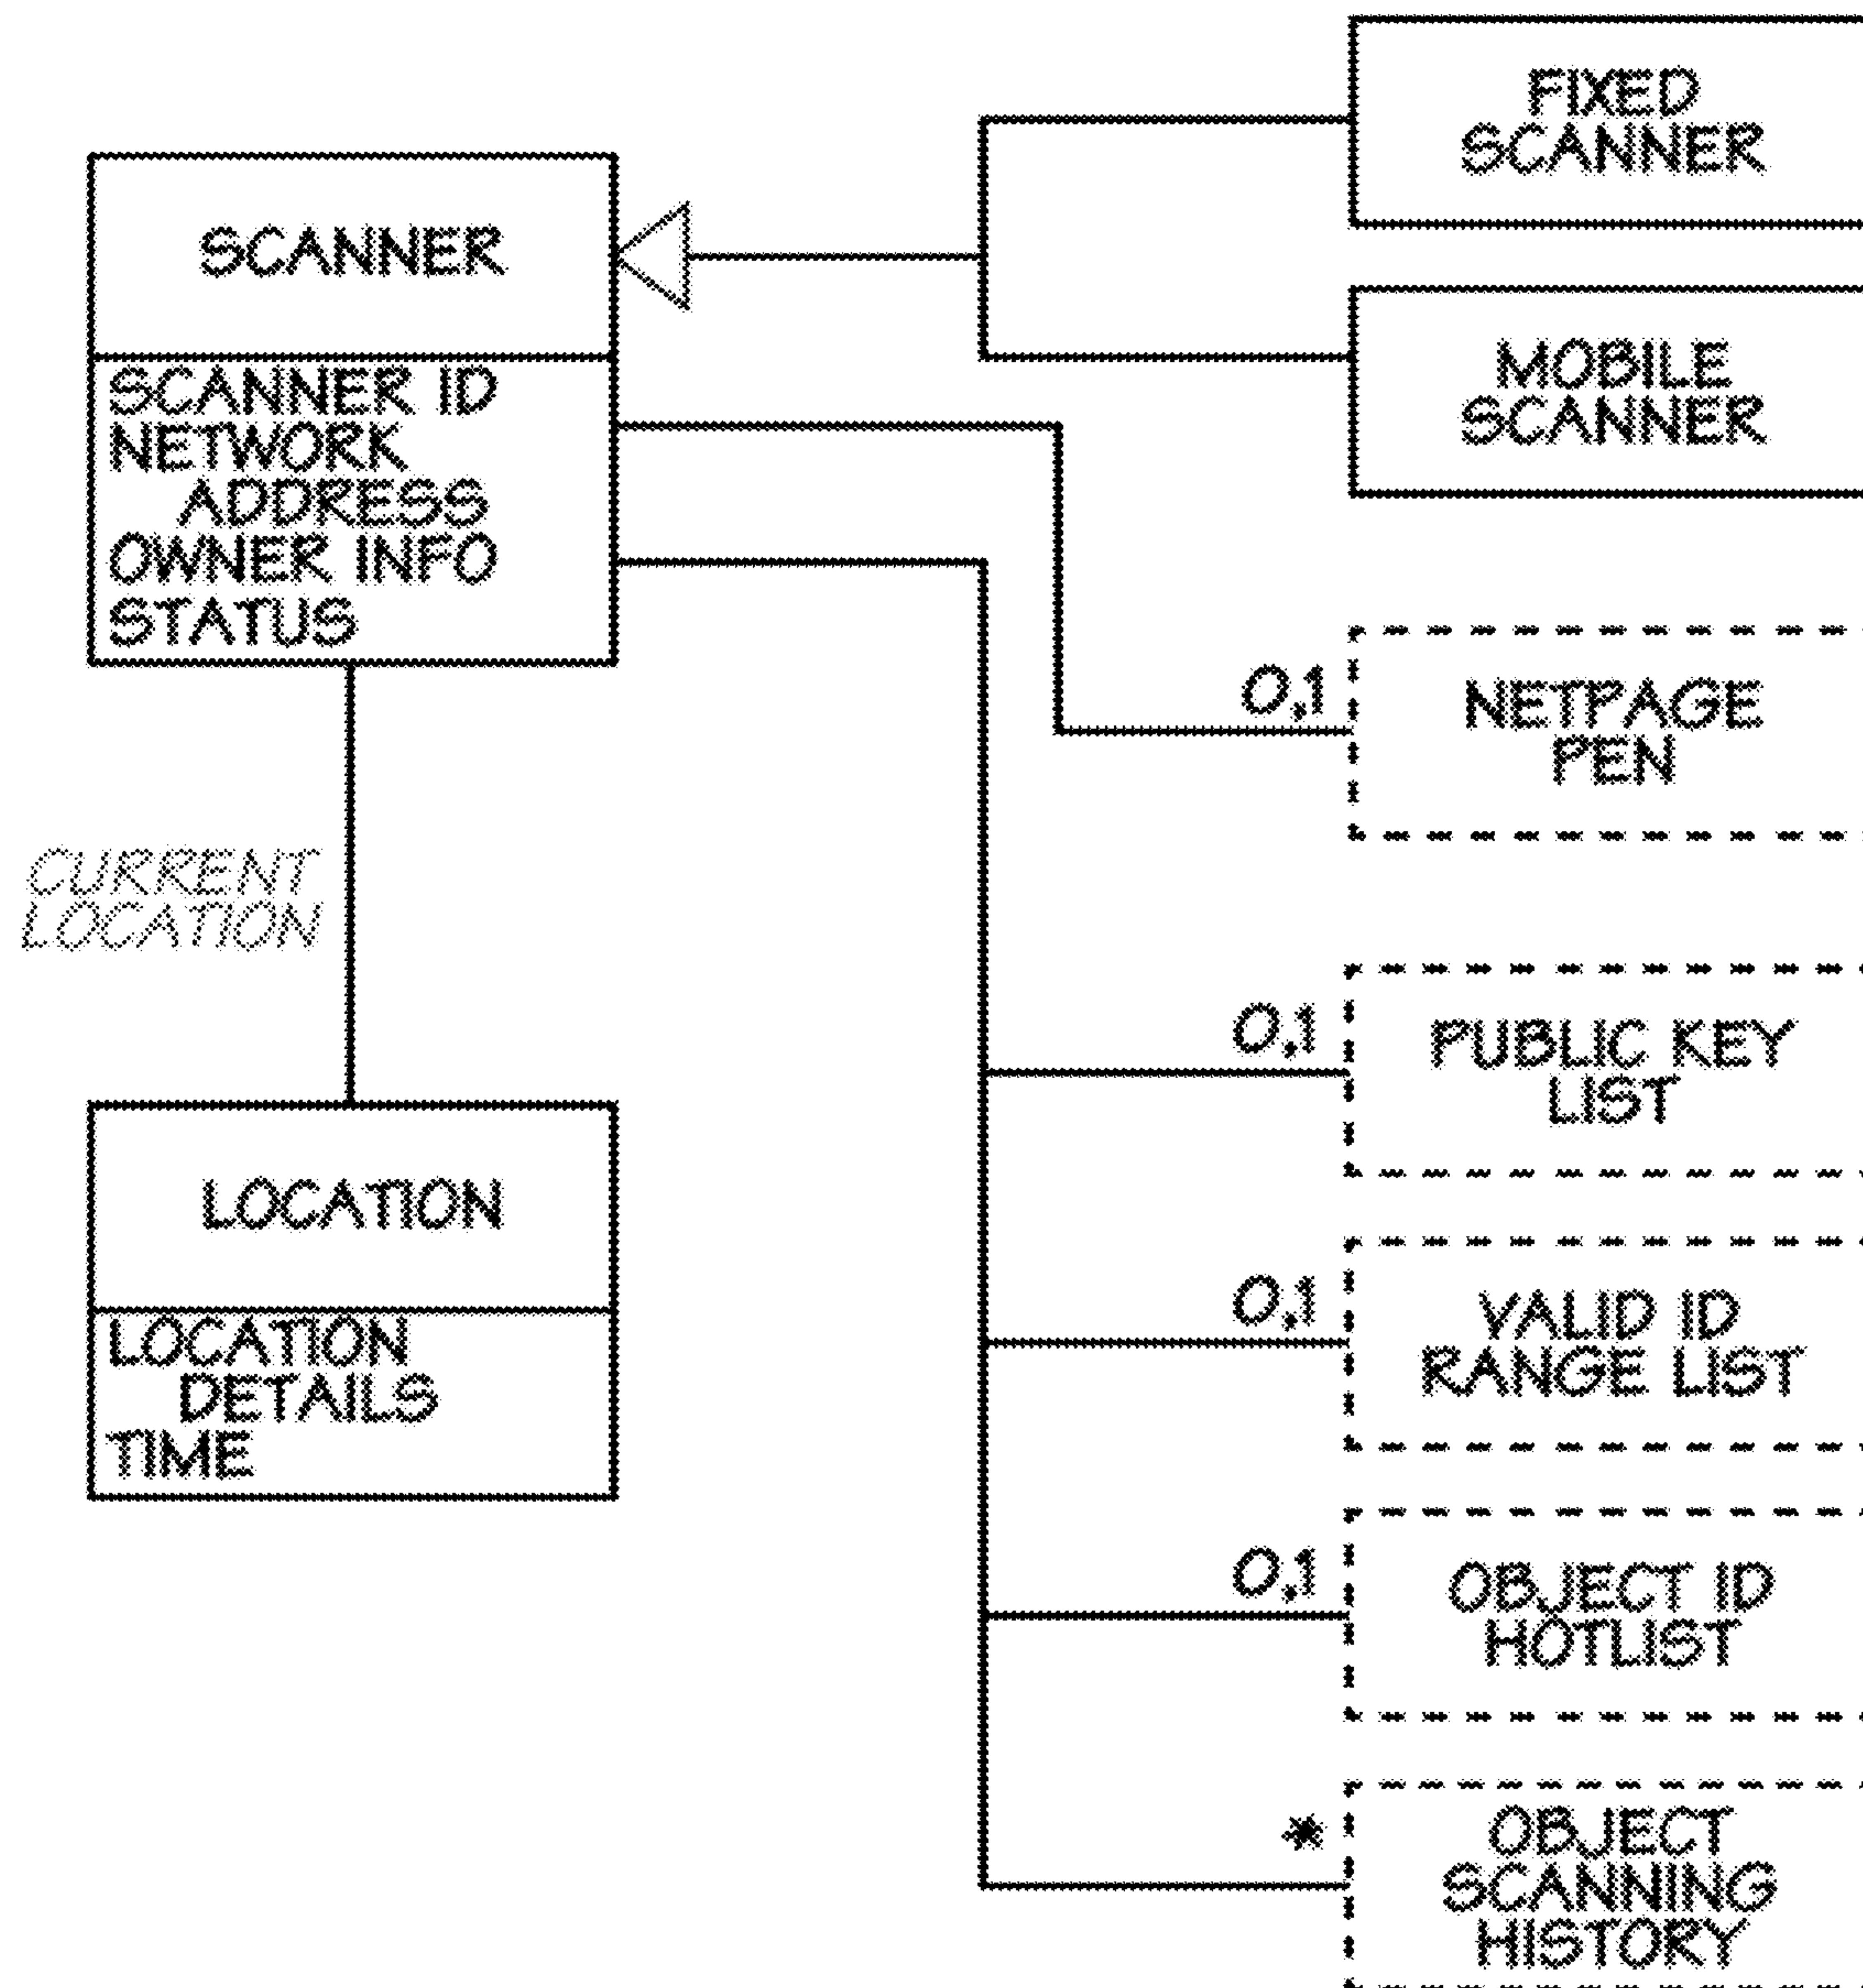 FIXED
SCANNER
SCANNER
MOBILE
SCANNER
SCANNER ID
NETWORK
ADDRESS
OWNER INFO
STATUS
0,1
NETPAGE
PEN
CURRENT
LOCATION
0,1
PUBLIC KEY
LIST
LOCATION
LOCATION
DETAILS
TIME
0,1
VALID ID
RANGE LIST
0,1
OBJECT ID
HOTLIST
*
OBJECT
SCANNING
HISTORY